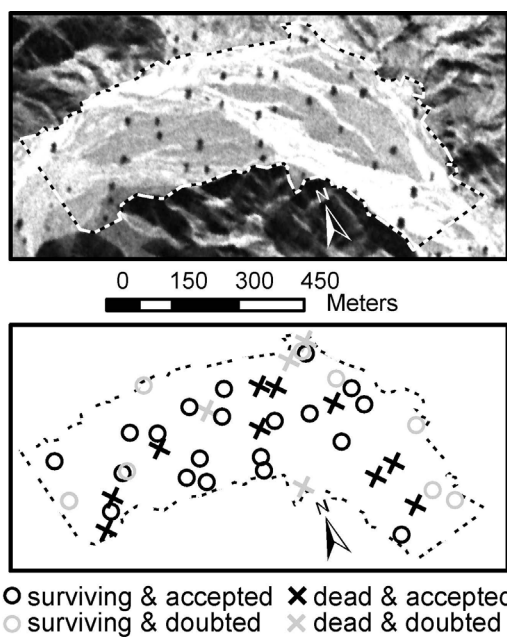 N
0 150 300 450
Meters
N
surviving & accepted dead & accepted
surviving & doubted dead & doubted